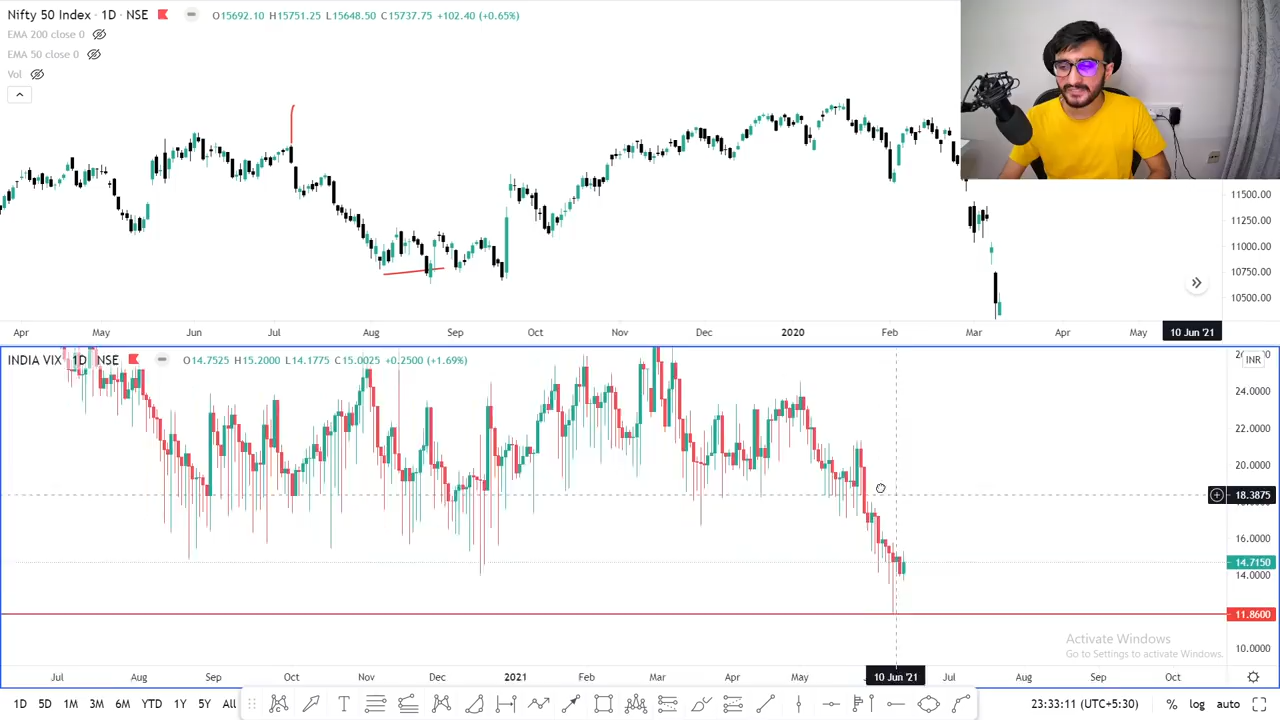 Nifty 50 Index · 1D · NSE O15692.10 H15751.25 L15648.50 C15737.75 +102.40 (+0.65%)
EMA 200 close 0
EMA 50 close 0
Vol
11500.00
11250.00
11000.00
10750.00
10500.00
Apr May Jun Jul Aug Sep Oct Nov Dec 2020 Feb Mar Apr May 10 Jun '21
INDIA VIX 1D NSE O14.7525 H15.2000 L14.1775 C15.0025 +0.2500 (+1.69%)
INR
24.0000
22.0000
20.0000
18.3875
16.0000
14.7150
14.0000
11.8600
10.0000
Activate Windows
Go to Settings to activate Windows.
Jul Aug Sep Oct Nov Dec 2021 Feb Mar Apr May 10 Jun '21 Jul Aug Sep Oct
1D 5D 1M 3M 6M YTD 1Y 5Y All 23:33:11 (UTC+5:30) % log auto